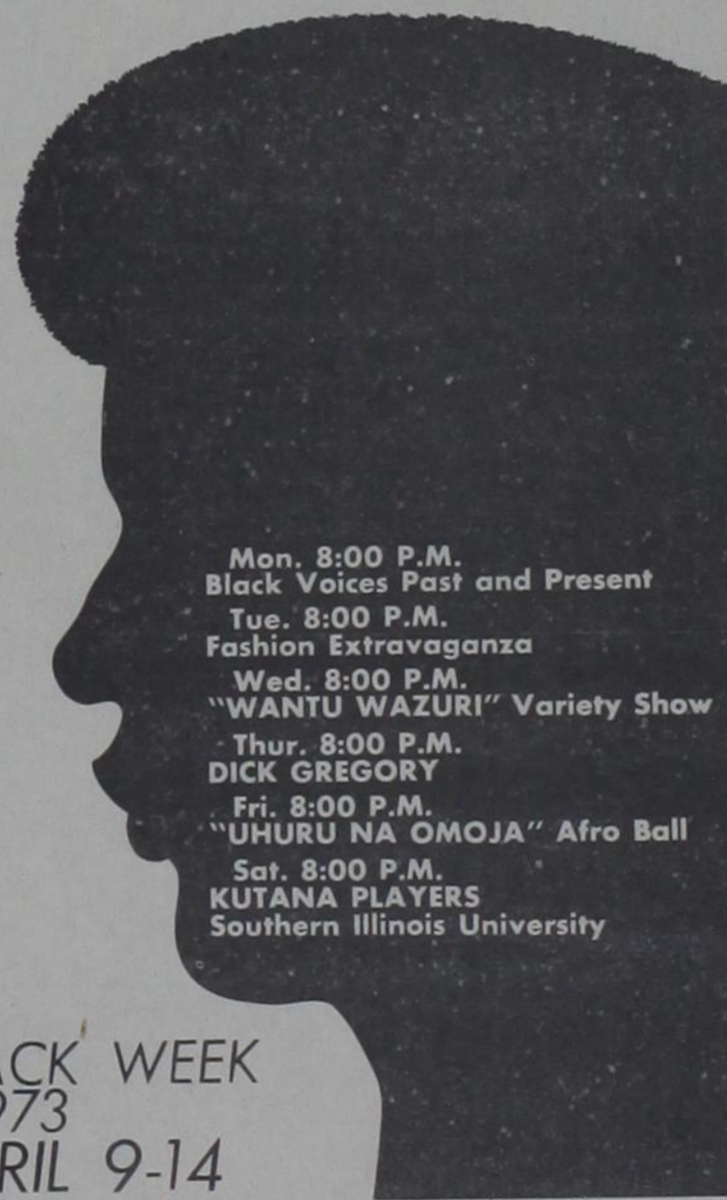 Mon. 8:00 P.M.
Black Voices Past and Present
Tue. 8:00 P.M.
Fashion Extravaganza
Wed. 8:00 P.M.
"WANTU WAZURI" Variety Show
Thur. 8:00 P.M.
DICK GREGORY
Fri. 8:00 P.M.
"UHURU NA OMOJA" Afro Ball
Sat. 8:00 P.M.
KUTANA PLAYERS
Southern Illinois University
ACK WEEK
973
RIL 9-14